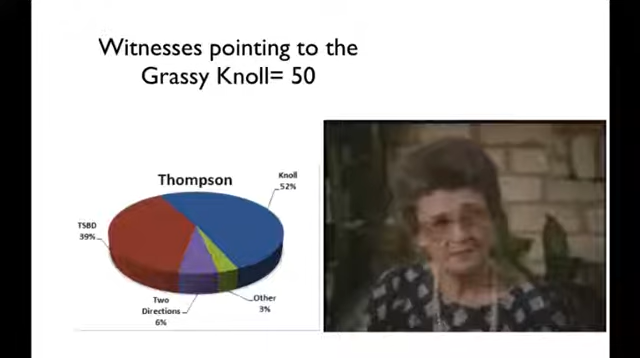 Witnesses pointing to the
Grassy Knoll= 50
Thompson
Knoll
52%
TSBD
39%
Two
Directions
6%
Other
3%